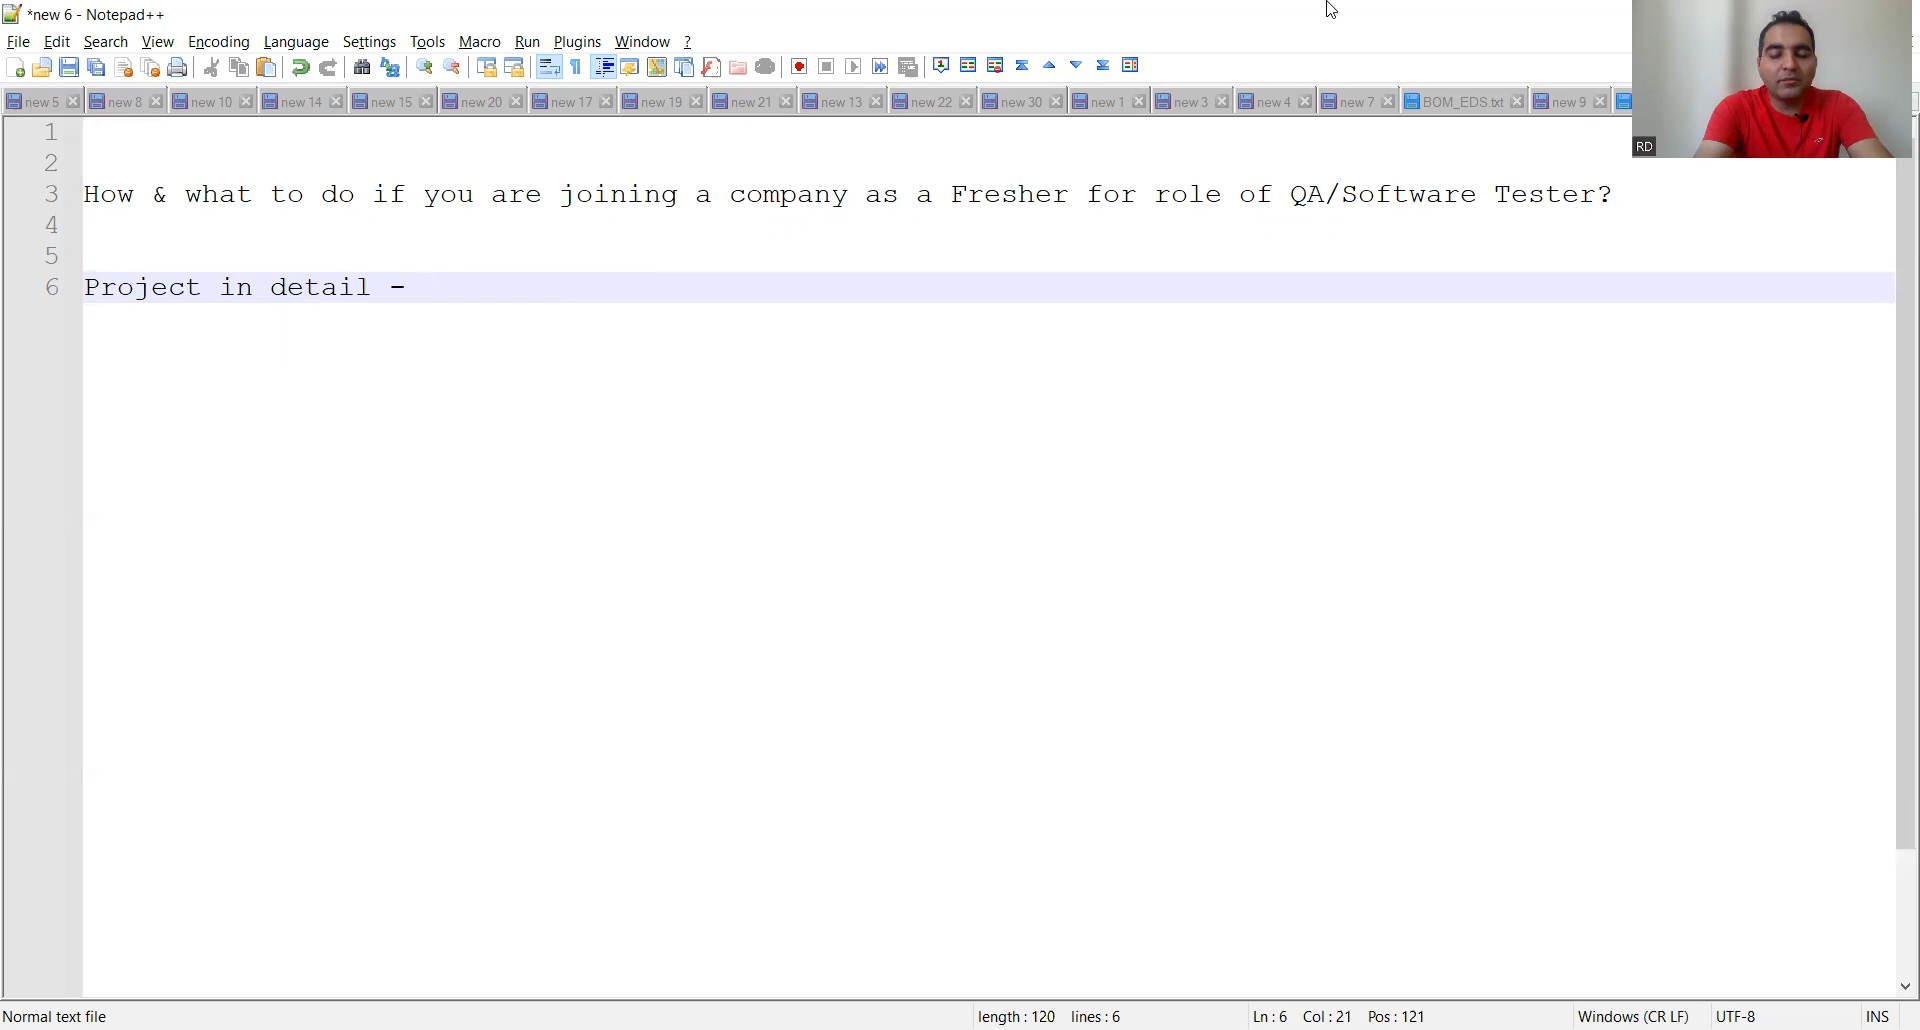 *new 6 - Notepad++
File Edit Search View Encoding Language Settings Tools Macro Run Plugins Window ?
new 5 new 8 new 10 new 14 new 15 new 20 new 17 new 19 new 21 new 13 new 22 new 30 new 1 new 3 new 4 new 7 BOM_EDS.txt new 9
RD
1
2
3 How & what to do if you are joining a company as a Fresher for role of QA/Software Tester?
4
5
6 Project in detail -
Normal text file length : 120 lines : 6 Ln : 6 Col : 21 Pos : 121 Windows (CR LF) UTF-8 INS